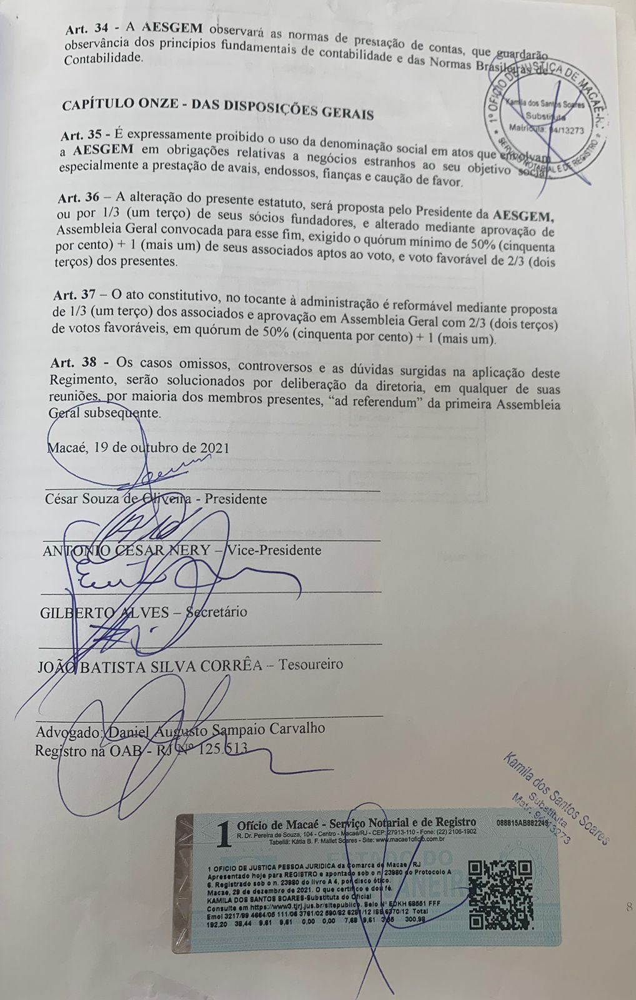 Art. 34 - A AESGEM observará as normas de prestação de contas, que guardarão
observância dos princípios fundamentais de contabilidade e das Normas Brasileiras de
Contabilidade.
1º OFICIO DE JUSTIÇA DE MACAÉ-R.
Kamila dos Santos Soares
Substituta
Matrícula: 94/13273
* SERVIÇO NOTARIAL E DE REGISTRO *
CAPÍTULO ONZE - DAS DISPOSIÇÕES GERAIS
Art. 35 - É expressamente proibido o uso da denominação social em atos que envolvam
a AESGEM em obrigações relativas a negócios estranhos ao seu objetivo social,
especialmente a prestação de avais, endossos, fianças e caução de favor.
Art. 36 – A alteração do presente estatuto, será proposta pelo Presidente da AESGEM,
ou por 1/3 (um terço) de seus sócios fundadores, e alterado mediante aprovação de
Assembleia Geral convocada para esse fim, exigido o quórum mínimo de 50% (cinquenta
por cento) + 1 (mais um) de seus associados aptos ao voto, e voto favorável de 2/3 (dois
terços) dos presentes.
Art. 37 – O ato constitutivo, no tocante à administração é reformável mediante proposta
de 1/3 (um terço) dos associados e aprovação em Assembleia Geral com 2/3 (dois terços)
de votos favoráveis, em quórum de 50% (cinquenta por cento) + 1 (mais um).
Art. 38 - Os casos omissos, controversos e as dúvidas surgidas na aplicação deste
Regimento, serão solucionados por deliberação da diretoria, em qualquer de suas
reuniões, por maioria dos membros presentes, “ad referendum” da primeira Assembleia
Geral subsequente.
Macaé, 19 de outubro de 2021
César Souza de Oliveira - Presidente
ANTONIO CESAR NERY – Vice-Presidente
GILBERTO ALVES – Secretário
JOÃO BATISTA SILVA CORRÊA – Tesoureiro
Advogado: Daniel Augusto Sampaio Carvalho
Registro na OAB - RJ Nº 125.513
Kamila dos Santos Soares
Substituta
Matr. 94/13273
1 Ofício de Macaé - Serviço Notarial e de Registro
088815AB882249
R. Dr. Pereira de Souza, 104 - Centro - Macaé/RJ - CEP: 27913-110 - Fone: (22) 2106-1902
Tabeliã: Kátia B. F. Mallet Soares - Site: www.macae1oficio.com.br
1 OFICIO DE JUSTICA PESSOA JURIDICA da Comarca de Macae / RJ
Apresentado hoje para REGISTRO e apontado sob o n. 23980 do Protocolo A
6. Registrado sob o n. 23980 do livro A 4, por disco ótico.
Macae, 29 de dezembro de 2021. O que certifico e dou fé.
KAMILA DOS SANTOS SOARES-Substituta do Oficial
Consulte em https://www3.tjrj.jus.br/sitepublico. Selo Nº EDKH 68551 FFF
Emol 3217/99 4664/05 111/06 3761/02 590/82 6281/12 ISS 6370/12 Total
192,20 38,44 9,61 9,61 0,00 0,00 7,68 9,61 300,98
8